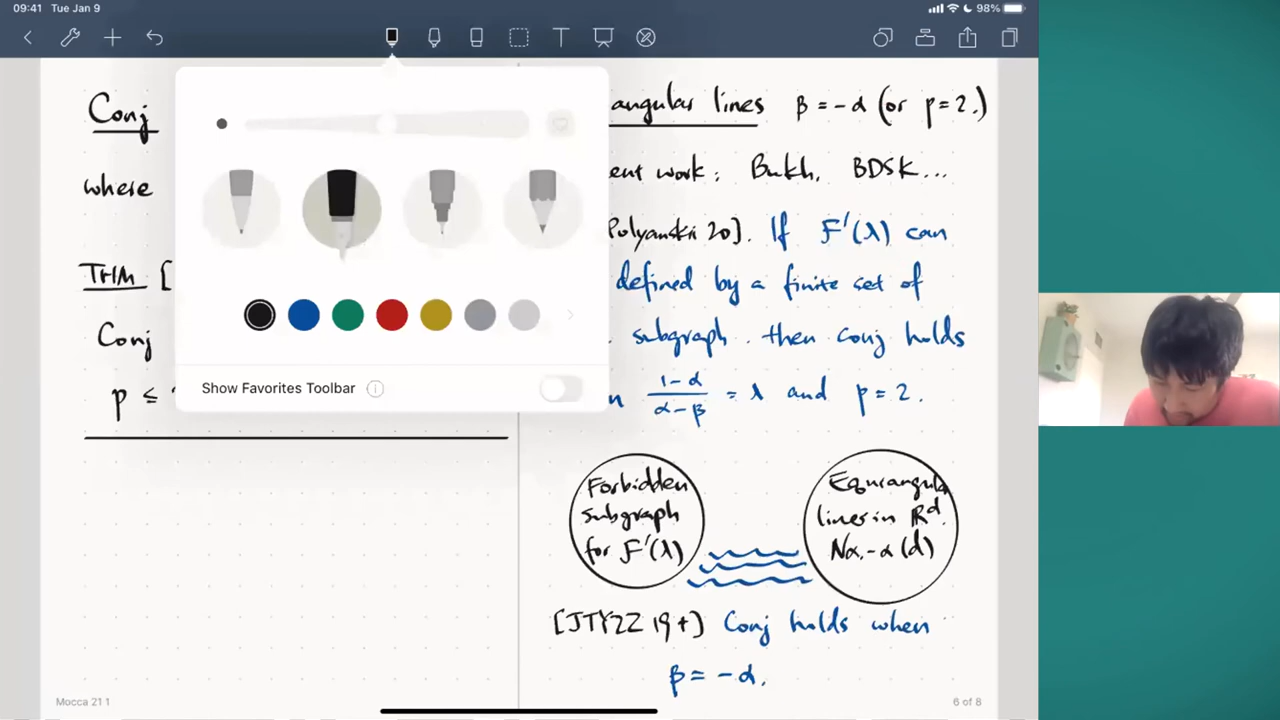 09:41 Tue Jan 9
98%
Conj
angular lines β = -α (or p = 2.)
where
ent work: Bukh, BDSK...
Polyanskii 20]. If F'(λ) can
THM [
defined by a finite set of
Conj
subgraph, then conj holds
p ≤
1-α / α-β = λ and p = 2.
Show Favorites Toolbar
Forbidden
subgraph
for F'(λ)
Equiangula
lines in R^d.
Nα,-α(d)
[JTYZZ 19+] Conj holds when
β = -α.
Mocca 21 1
6 of 8